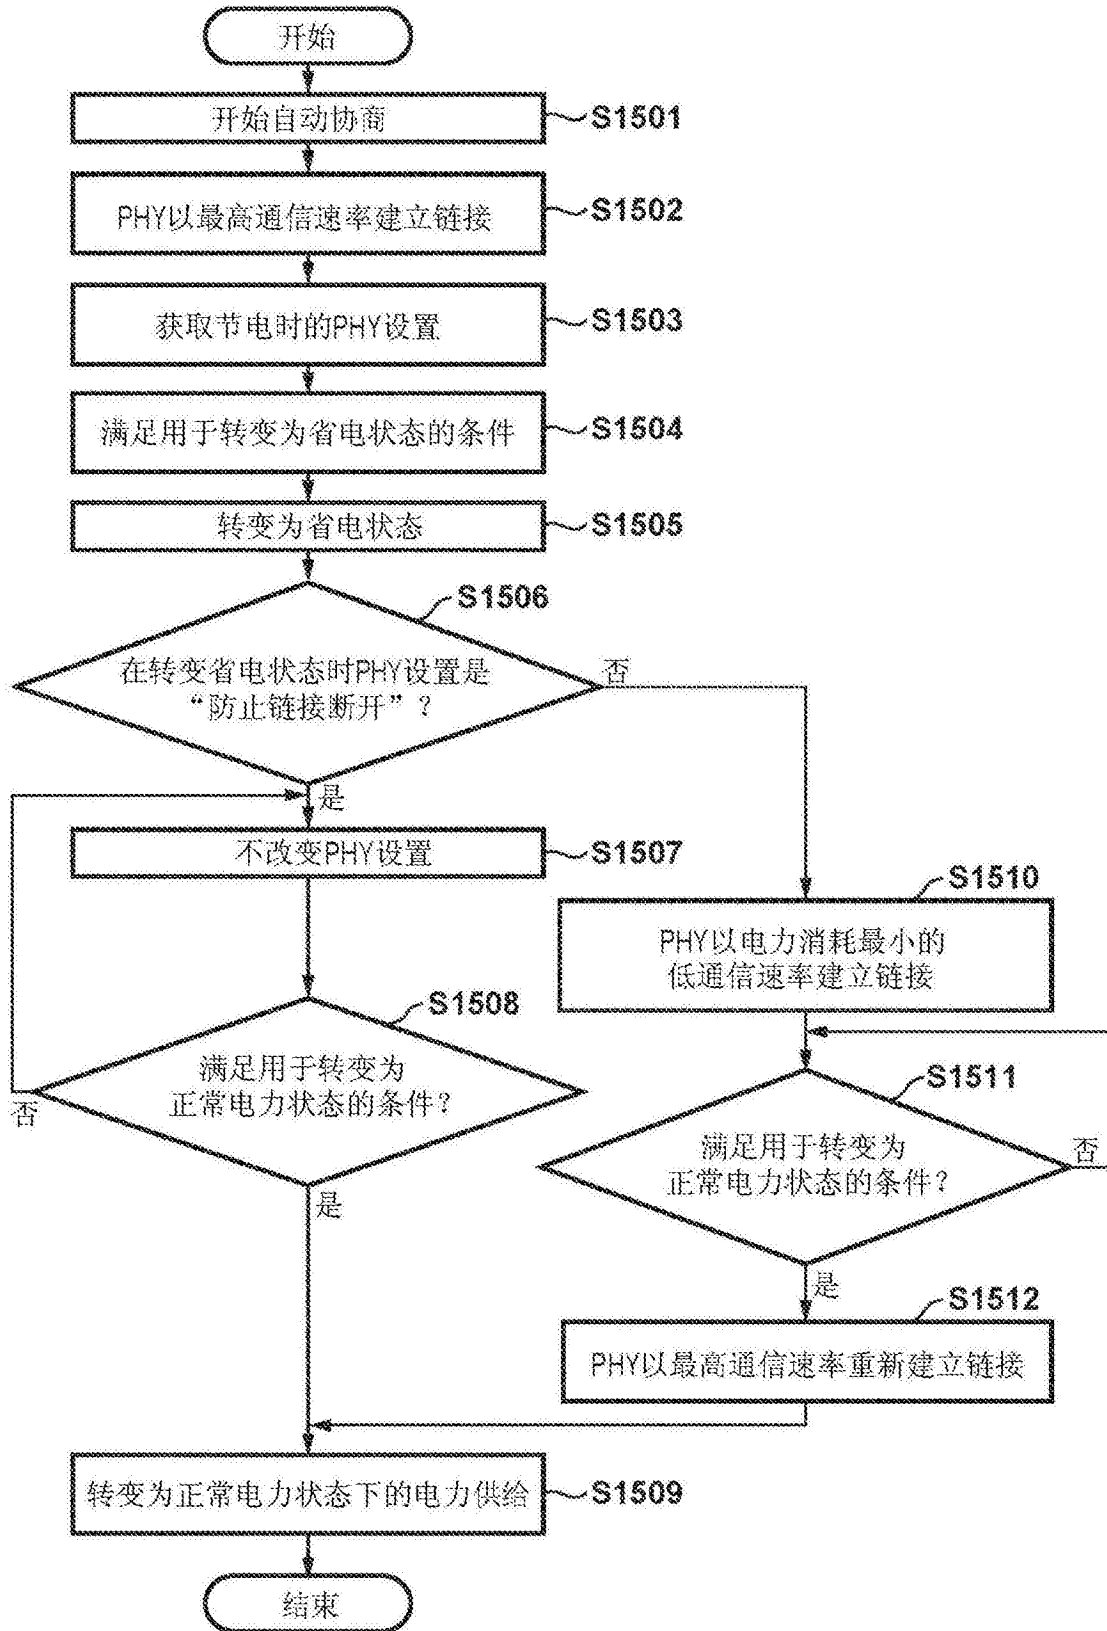 开始
开始自动协商
S1501
PHY以最高通信速率建立链接
S1502
获取节电时的PHY设置
S1503
满足用于转变为省电状态的条件
S1504
转变为省电状态
S1505
S1506
在转变省电状态时PHY设置是
“防止链接断开”？
否
是
不改变PHY设置
S1507
S1510
PHY以电力消耗最小的
低通信速率建立链接
S1508
满足用于转变为
正常电力状态的条件？
否
是
S1511
满足用于转变为
正常电力状态的条件？
否
是
S1512
PHY以最高通信速率重新建立链接
转变为正常电力状态下的电力供给
S1509
结束